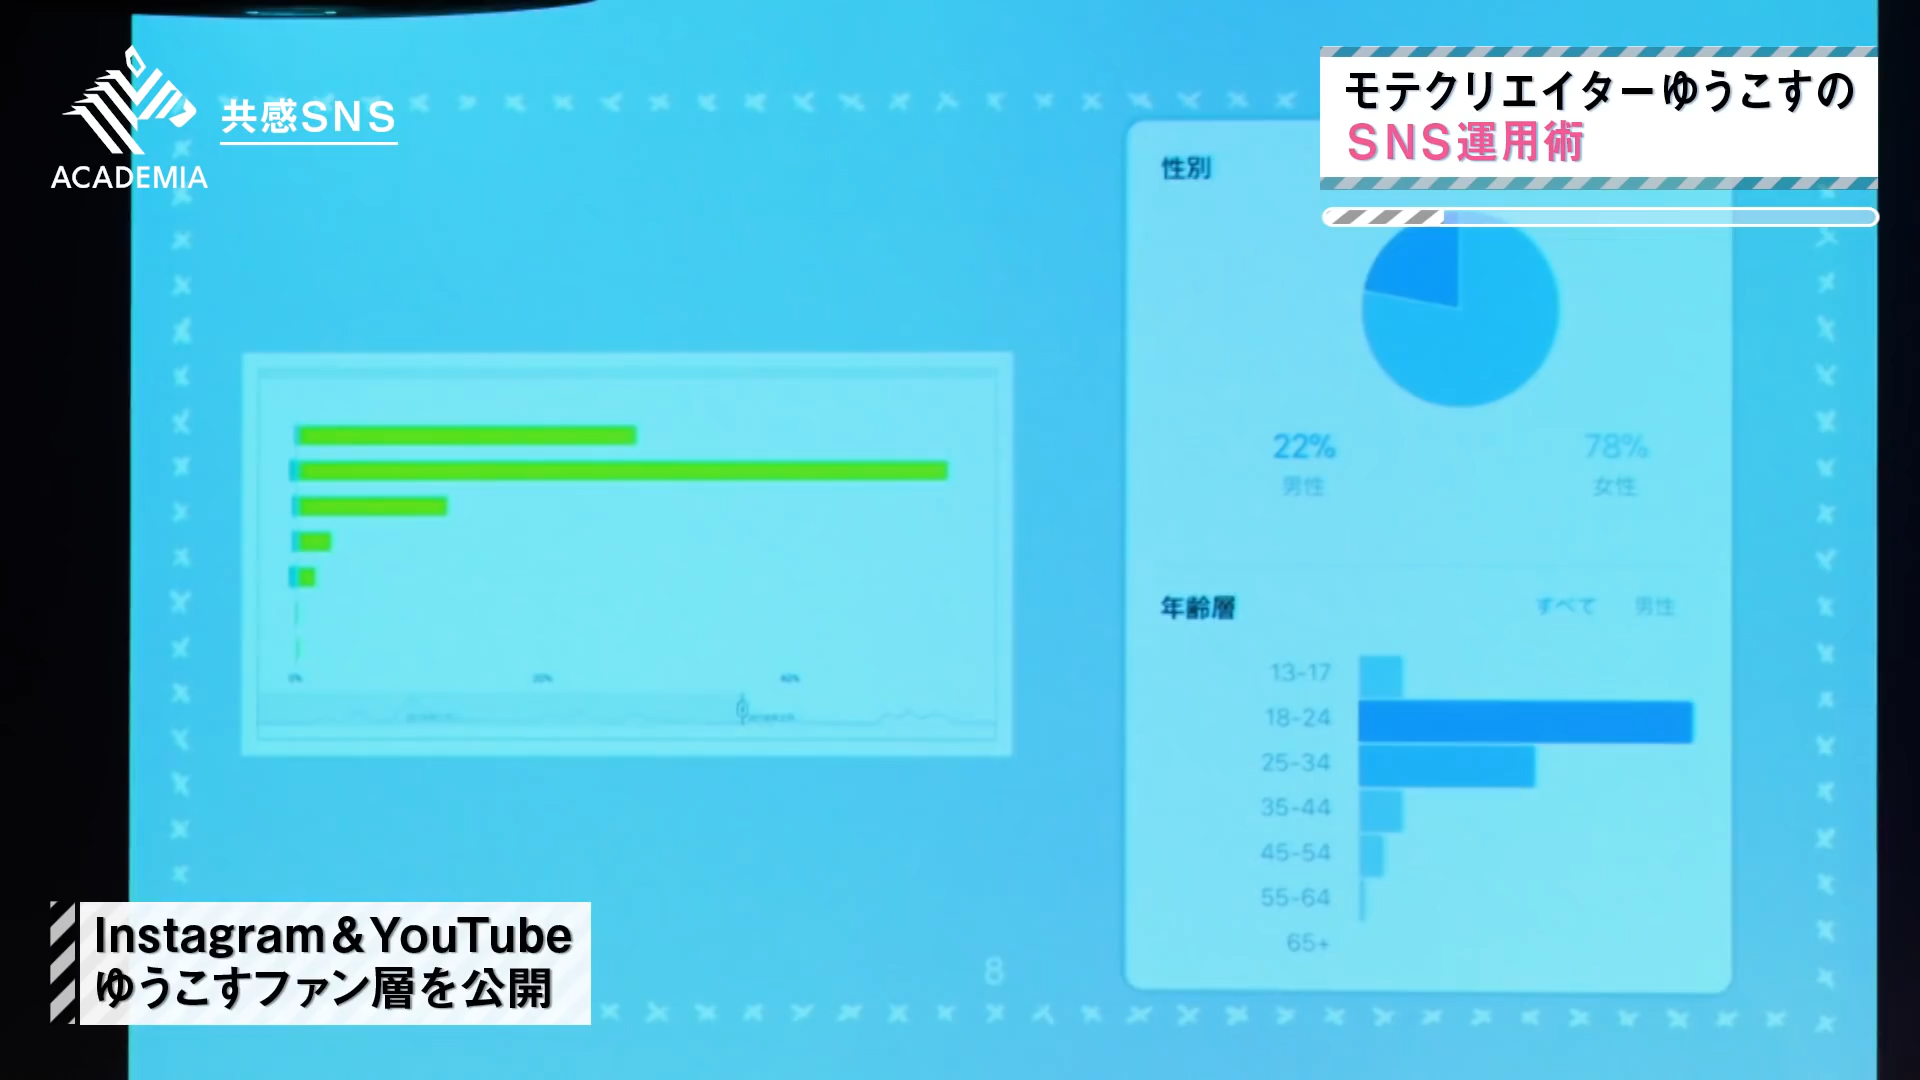 ACADEMIA
共感SNS
モテクリエイターゆうこすの
SNS運用術
性別
22%
男性
78%
女性
年齢層
すべて
男性
13-17
18-24
25-34
35-44
45-54
55-64
65+
0%
20%
40%
8
Instagram&YouTube
ゆうこすファン層を公開